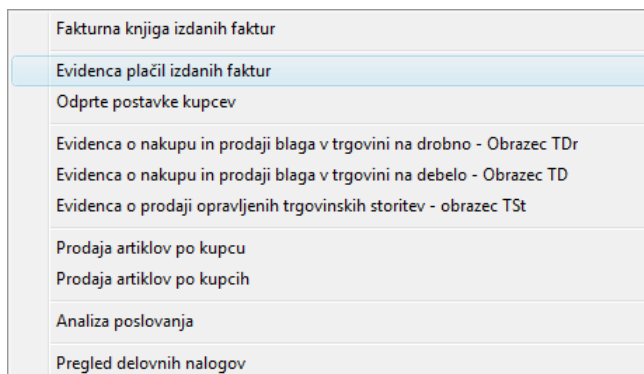 Fakturna knjiga izdanih faktur
Evidenca plačil izdanih faktur
Odprte postavke kupcev
Evidenca o nakupu in prodaji blaga v trgovini na drobno - Obrazec TDr
Evidenca o nakupu in prodaji blaga v trgovini na debelo - Obrazec TD
Evidenca o prodaji opravljenih trgovinskih storitev - obrazec TSt
Prodaja artiklov po kupcu
Prodaja artiklov po kupcih
Analiza poslovanja
Pregled delovnih nalogov